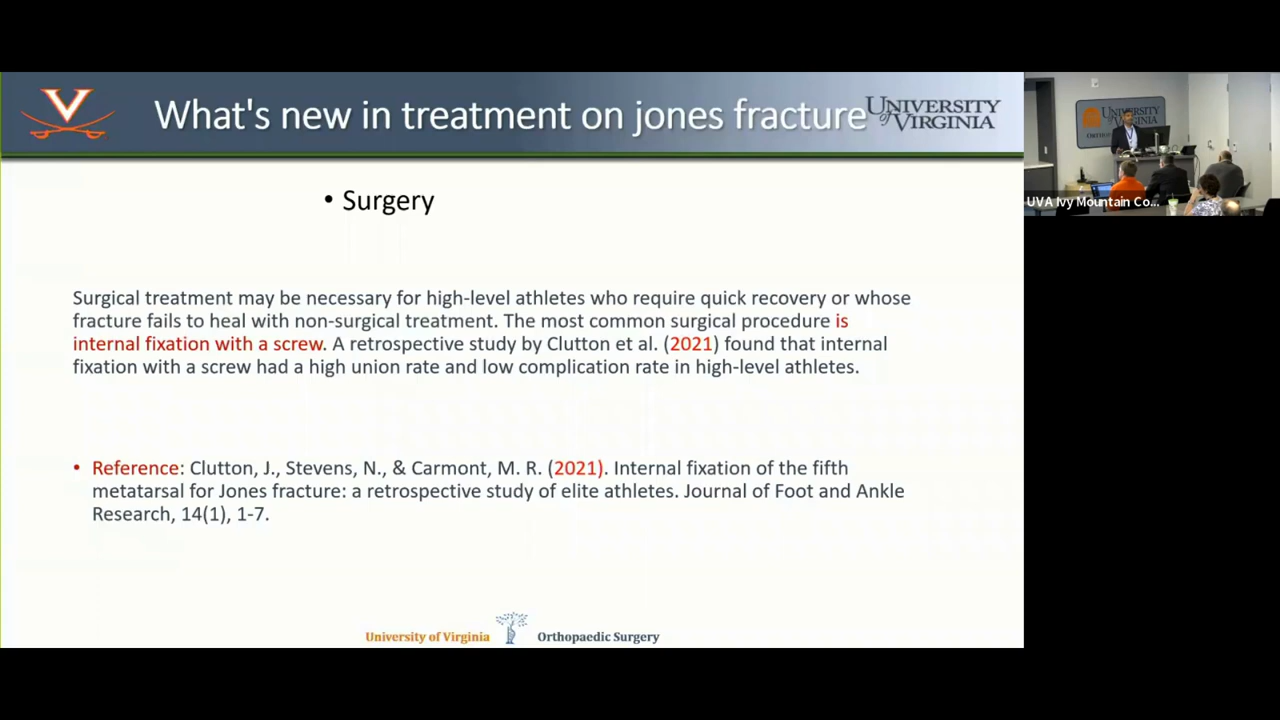 What's new in treatment on jones fracture
UNIVERSITY
of VIRGINIA
• Surgery
Surgical treatment may be necessary for high-level athletes who require quick recovery or whose
fracture fails to heal with non-surgical treatment. The most common surgical procedure is
internal fixation with a screw. A retrospective study by Clutton et al. (2021) found that internal
fixation with a screw had a high union rate and low complication rate in high-level athletes.
• Reference: Clutton, J., Stevens, N., & Carmont, M. R. (2021). Internal fixation of the fifth
metatarsal for Jones fracture: a retrospective study of elite athletes. Journal of Foot and Ankle
Research, 14(1), 1-7.
University of Virginia Orthopaedic Surgery
UNIVERSITY
VIRGINIA
UVA Ivy Mountain Co...